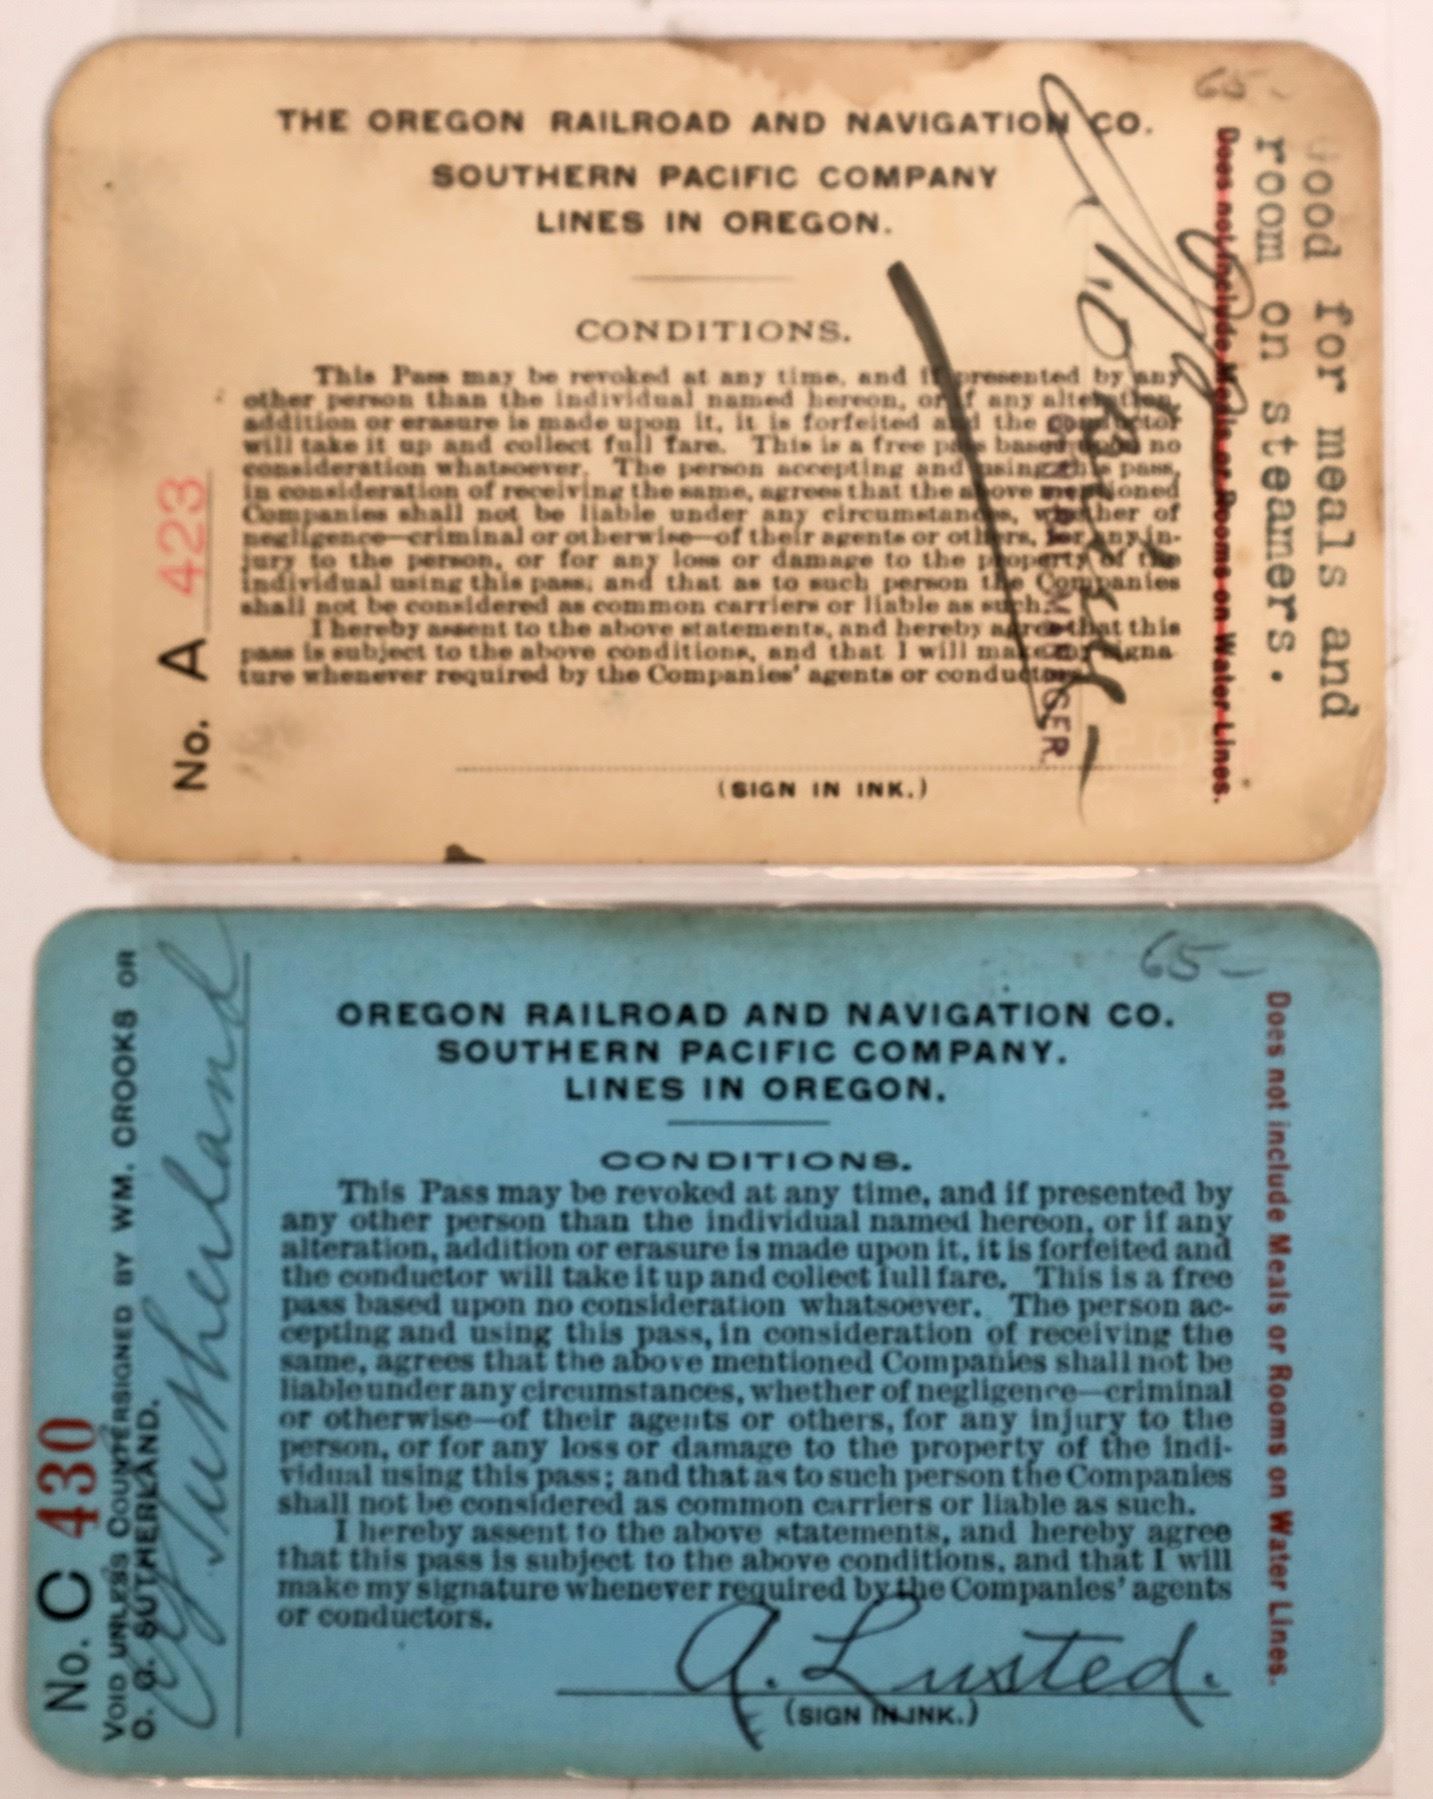 65-
THE OREGON RAILROAD AND NAVIGATION CO.
SOUTHERN PACIFIC COMPANY
LINES IN OREGON.
CONDITIONS.
This Pass may be revoked at any time, and if presented by any
other person than the individual named hereon, or if any alteration,
addition or erasure is made upon it, it is forfeited and the conductor
will take it up and collect full fare. This is a free pass based upon no
consideration whatsoever. The person accepting and using this pass,
in consideration of receiving the same, agrees that the above mentioned
Companies shall not be liable under any circumstances, whether of
negligence—criminal or otherwise—of their agents or others, for any in-
jury to the person, or for any loss or damage to the property of the
individual using this pass; and that as to such person the Companies
shall not be considered as common carriers or liable as such.
I hereby assent to the above statements, and hereby agree that this
pass is subject to the above conditions, and that I will make my signa
ture whenever required by the Companies' agents or conductors.
(SIGN IN INK.)
No. A 423
Does not include Meals or Rooms on Water Lines.
Good for meals and
room on steamers.
65-
OREGON RAILROAD AND NAVIGATION CO.
SOUTHERN PACIFIC COMPANY.
LINES IN OREGON.
CONDITIONS.
This Pass may be revoked at any time, and if presented by
any other person than the individual named hereon, or if any
alteration, addition or erasure is made upon it, it is forfeited and
the conductor will take it up and collect full fare. This is a free
pass based upon no consideration whatsoever. The person ac-
cepting and using this pass, in consideration of receiving the
same, agrees that the above mentioned Companies shall not be
liable under any circumstances, whether of negligence—criminal
or otherwise—of their agents or others, for any injury to the
person, or for any loss or damage to the property of the indi-
vidual using this pass; and that as to such person the Companies
shall not be considered as common carriers or liable as such.
I hereby assent to the above statements, and hereby agree
that this pass is subject to the above conditions, and that I will
make my signature whenever required by the Companies' agents
or conductors.
A. Lusted.
(SIGN IN INK.)
No. C 430
VOID UNLESS COUNTERSIGNED BY WM. CROOKS OR
O. G. SUTHERLAND.
OG Sutherland
Does not include Meals or Rooms on Water Lines.